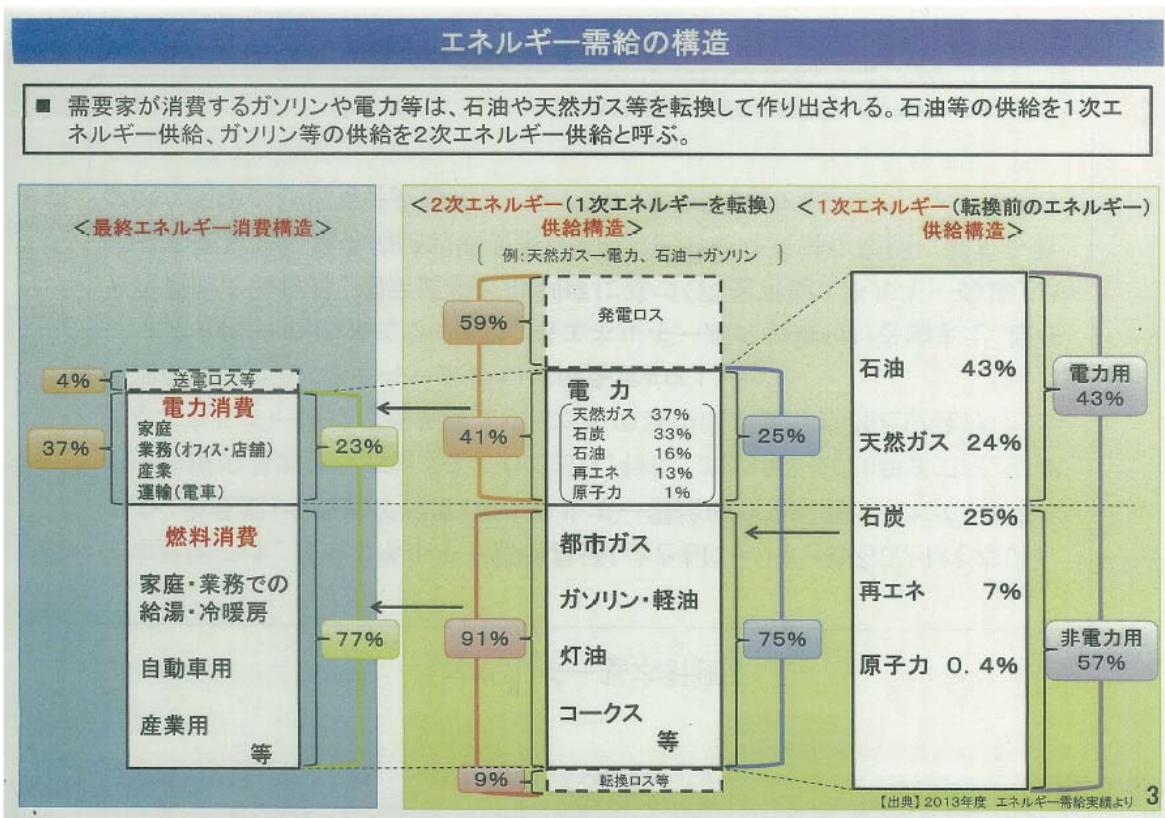 エネルギー需給の構造
■ 需要家が消費するガソリンや電力等は、石油や天然ガス等を転換して作り出される。石油等の供給を1次エ
ネルギー供給、ガソリン等の供給を2次エネルギー供給と呼ぶ。
＜最終エネルギー消費構造＞
4%
送電ロス等
37%
電力消費
家庭
業務(オフィス・店舗)
産業
運輸(電車)
23%
燃料消費
家庭・業務での
給湯・冷暖房
自動車用
産業用
等
77%
＜2次エネルギー(1次エネルギーを転換)
供給構造＞
［ 例:天然ガス→電力、石油→ガソリン ］
59%
発電ロス
41%
電 力
天然ガス 37%
石炭 33%
石油 16%
再エネ 13%
原子力 1%
25%
91%
都市ガス
ガソリン・軽油
灯油
コークス
等
75%
9%
転換ロス等
＜1次エネルギー(転換前のエネルギー)
供給構造＞
石油 43%
天然ガス 24%
石炭 25%
再エネ 7%
原子力 0.4%
電力用
43%
非電力用
57%
【出典】2013年度 エネルギー需給実績より
3